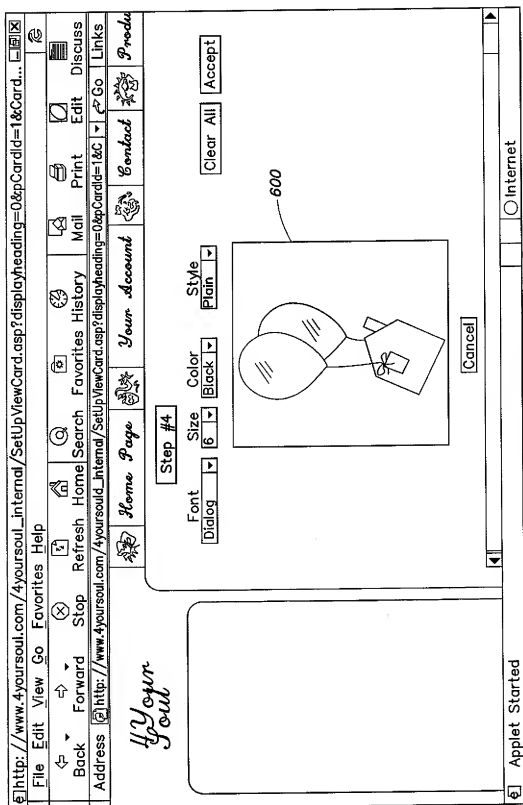 http://www.4yoursoul.com/4yoursoul_internal/SetUpViewCard.asp?displayheading=0&pCardId=1&Card...
File Edit View Go Favorites Help
Back Forward Stop Refresh Home Search Favorites History Mail Print Edit Discuss
Address http://www.4yoursoul.com/4yoursould_internal/SetUpViewCard.asp?displayheading=0&pCardId=1&C Go Links
4Your Soul
Home Page Your Account Contact Produ
Step #4
Font Size Color Style
Dialog 6 Black Plain
Clear All Accept
600
Cancel
Applet Started Internet